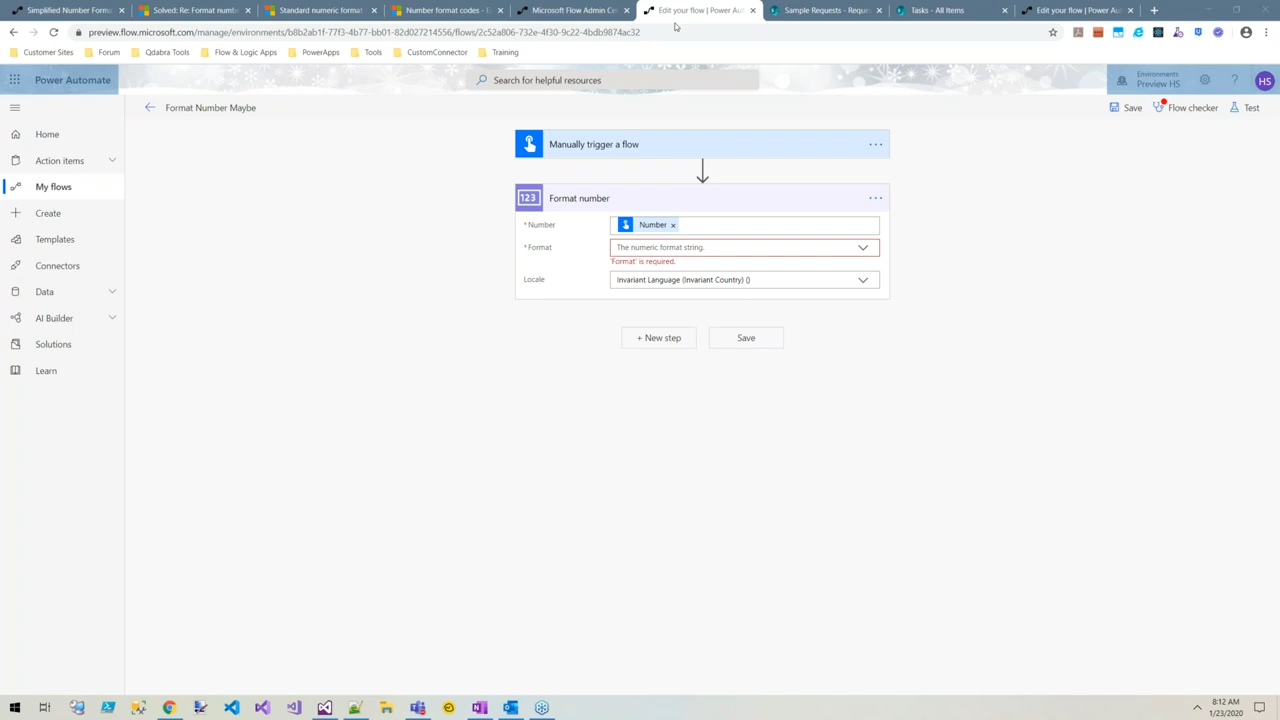 Simplified Number Forma
Solved: Re: Format numb
Standard numeric format
Number format codes - 
Microsoft Flow Admin Ce
Edit your flow | Power Au
Sample Requests - Reque
Tasks - All Items
Edit your flow | Power Au
preview.flow.microsoft.com/manage/environments/b8b2ab1f-77f3-4b77-bb01-82d027214556/flows/2c52a806-732e-4f30-9c22-4bdb9874ac32
Customer Sites
Forum
Qdabra Tools
Flow & Logic Apps
PowerApps
Tools
CustomConnector
Training
Power Automate
Search for helpful resources
Environments
Preview HS
HS
Format Number Maybe
Save
Flow checker
Test
Home
Action items
My flows
Create
Templates
Connectors
Data
AI Builder
Solutions
Learn
Manually trigger a flow
123
Format number
* Number
Number ×
* Format
The numeric format string.
'Format' is required.
Locale
Invariant Language (Invariant Country) ()
+ New step
Save
8:12 AM
1/23/2020